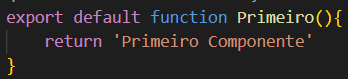 export default function Primeiro(){
    return 'Primeiro Componente'
}